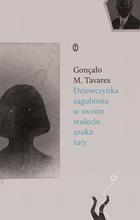 Gonçalo
M. Tavares
Dziewczynka
zagubiona
w swoim
stuleciu
szuka
taty